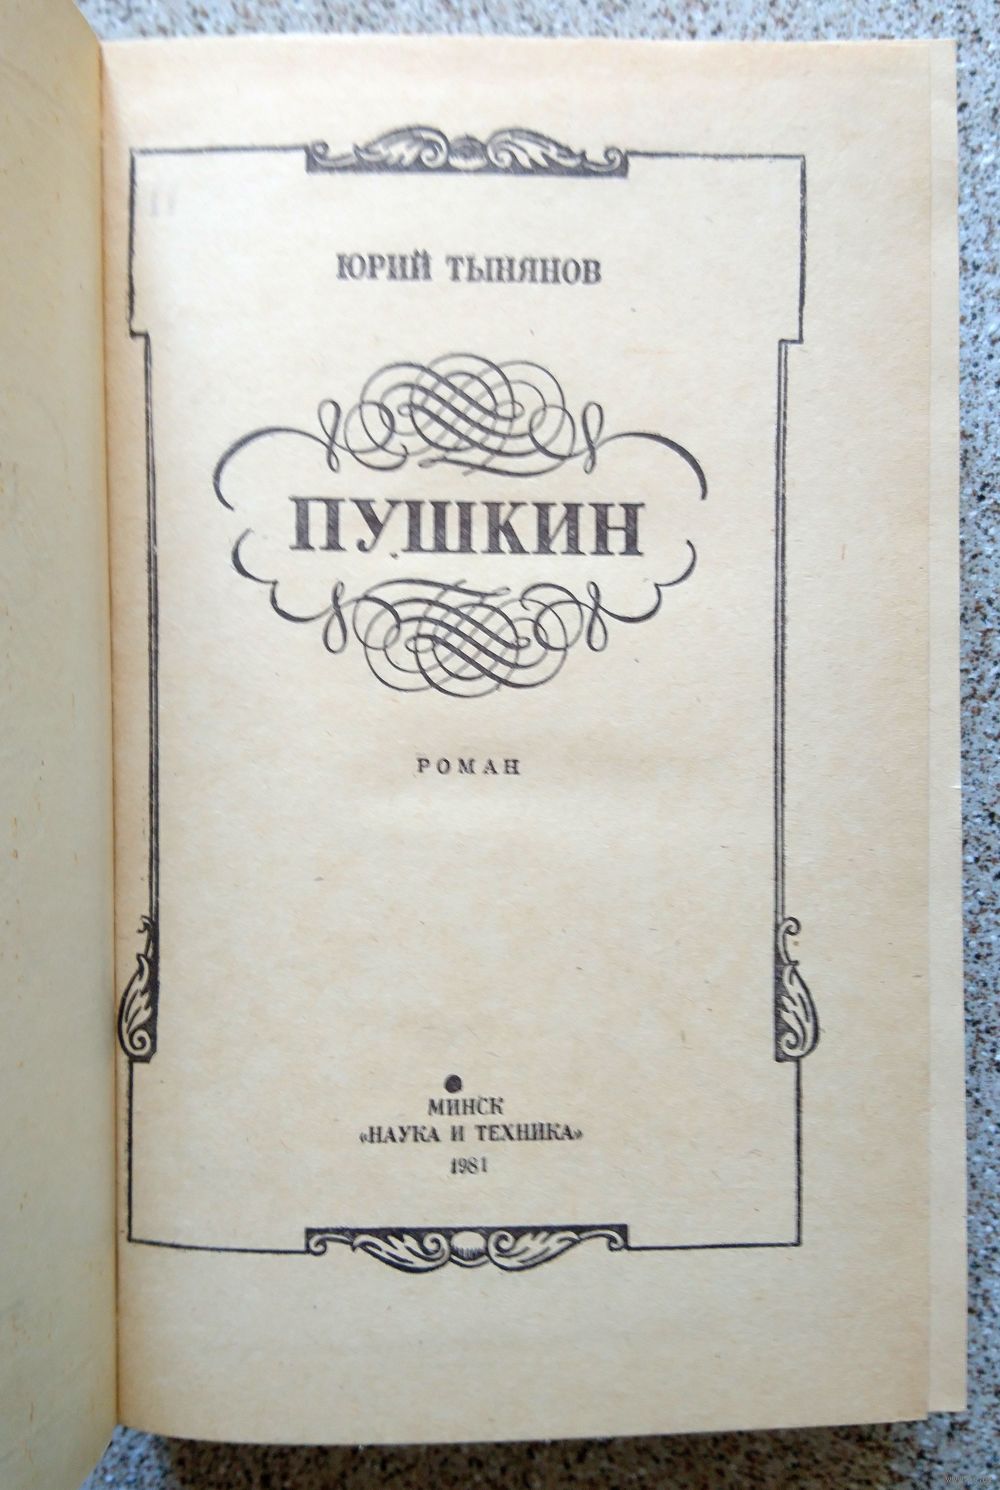 ЮРИЙ ТЫНЯНОВ
ПУШКИН
РОМАН
МИНСК
«НАУКА И ТЕХНИКА»
1981